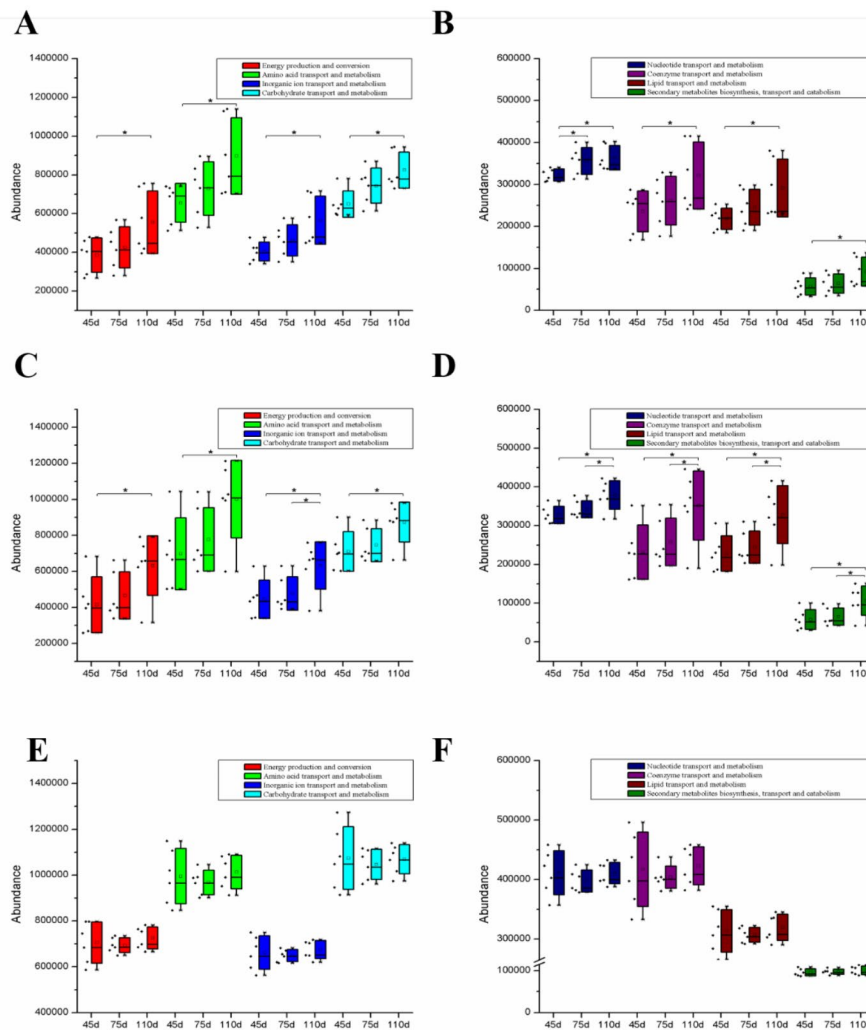 A
B
1400000
1200000
1000000
800000
600000
400000
200000
Abundance
Energy production and conversion
Amino acid transport and metabolism
Inorganic ion transport and metabolism
Carbohydrate transport and metabolism
* * * *
45d 75d 110d 45d 75d 110d 45d 75d 110d 45d 75d 110d
600000
500000
400000
300000
200000
100000
0
Abundance
Nucleotide transport and metabolism
Coenzyme transport and metabolism
Lipid transport and metabolism
Secondary metabolites biosynthesis, transport and catabolism
* * * * *
45d 75d 110d 45d 75d 110d 45d 75d 110d 45d 75d 110d
C
D
1400000
1200000
1000000
800000
600000
400000
200000
Abundance
Energy production and conversion
Amino acid transport and metabolism
Inorganic ion transport and metabolism
Carbohydrate transport and metabolism
* * * * *
45d 75d 110d 45d 75d 110d 45d 75d 110d 45d 75d 110d
600000
500000
400000
300000
200000
100000
0
Abundance
Nucleotide transport and metabolism
Coenzyme transport and metabolism
Lipid transport and metabolism
Secondary metabolites biosynthesis, transport and catabolism
* * * * * * * *
45d 75d 110d 45d 75d 110d 45d 75d 110d 45d 75d 110d
E
F
1400000
1200000
1000000
800000
600000
400000
Abundance
Energy production and conversion
Amino acid transport and metabolism
Inorganic ion transport and metabolism
Carbohydrate transport and metabolism
45d 75d 110d 45d 75d 110d 45d 75d 110d 45d 75d 110d
600000
500000
400000
300000
100000
0
Abundance
Nucleotide transport and metabolism
Coenzyme transport and metabolism
Lipid transport and metabolism
Secondary metabolites biosynthesis, transport and catabolism
45d 75d 110d 45d 75d 110d 45d 75d 110d 45d 75d 110d